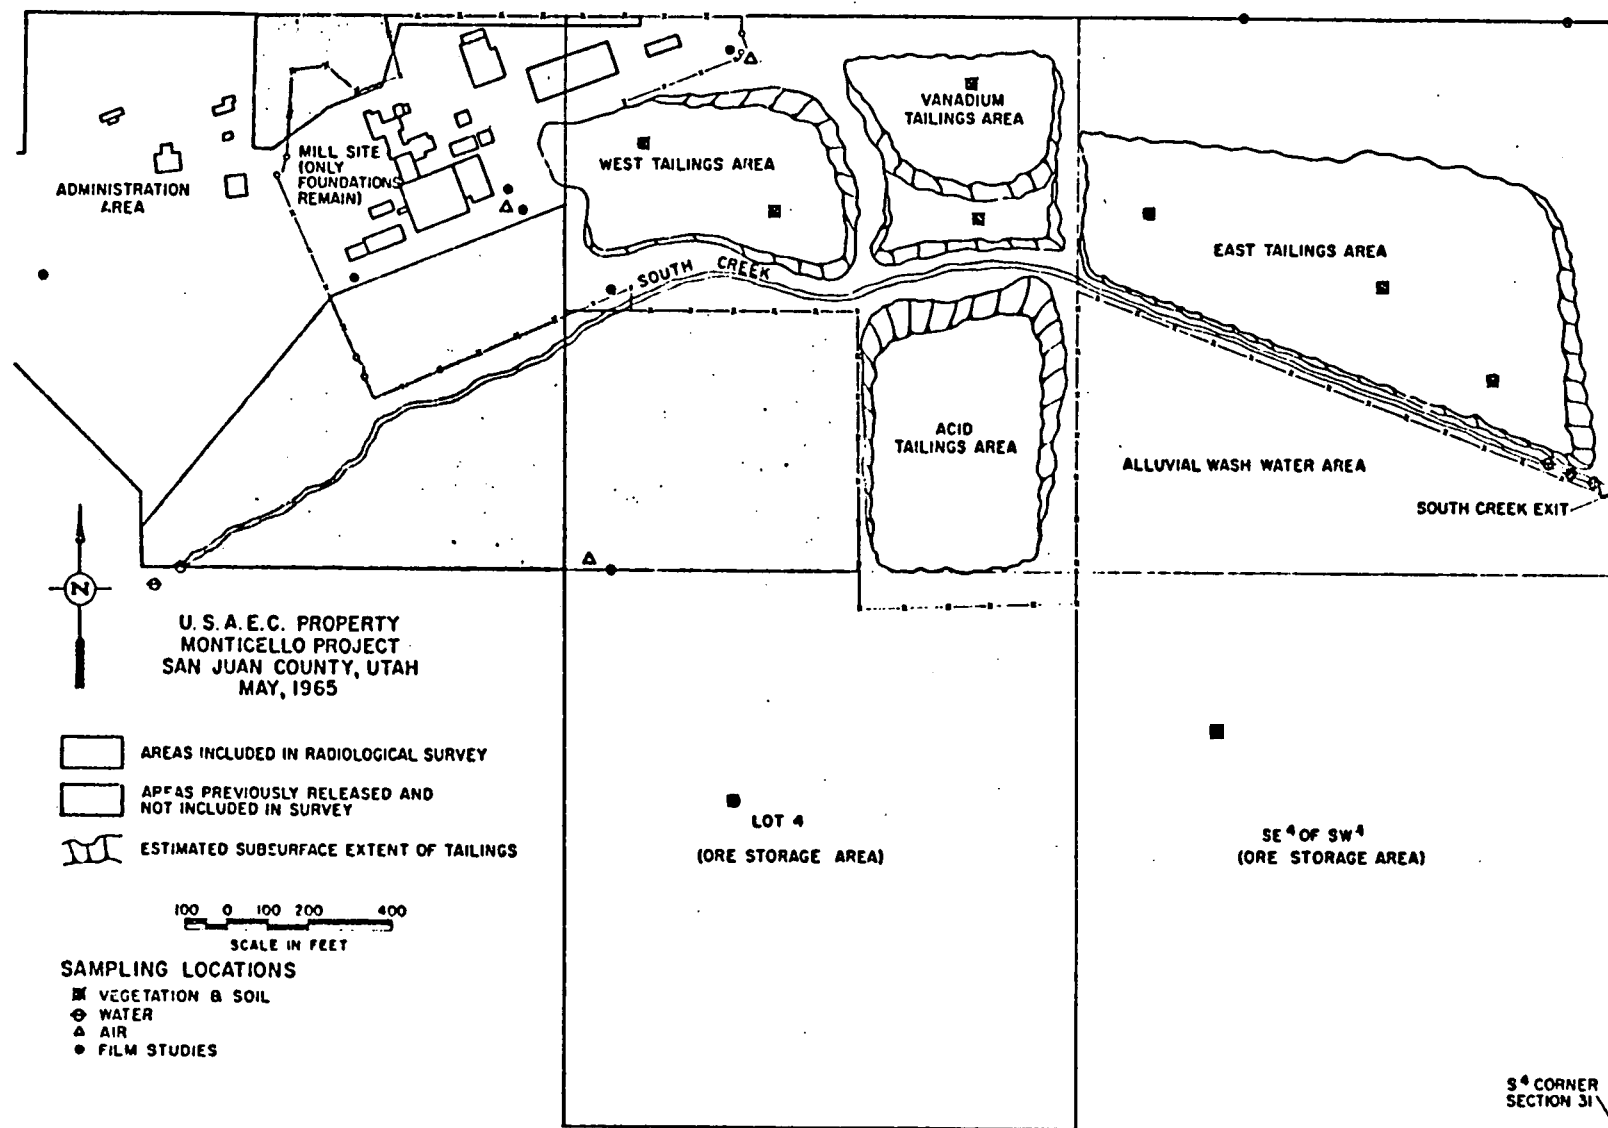 VANADIUM
TAILINGS AREA
MILL SITE
(ONLY
FOUNDATIONS
REMAIN)
WEST TAILINGS AREA
ADMINISTRATION
AREA
EAST TAILINGS AREA
SOUTH CREEK
ACID
TAILINGS AREA
ALLUVIAL WASH WATER AREA
SOUTH CREEK EXIT
N
U. S. A. E. C. PROPERTY
MONTICELLO PROJECT
SAN JUAN COUNTY, UTAH
MAY, 1965
AREAS INCLUDED IN RADIOLOGICAL SURVEY
AREAS PREVIOUSLY RELEASED AND
NOT INCLUDED IN SURVEY
ESTIMATED SUBSURFACE EXTENT OF TAILINGS
LOT 4
(ORE STORAGE AREA)
SE 4 OF SW 4
(ORE STORAGE AREA)
100 0 100 200 400
SCALE IN FEET
SAMPLING LOCATIONS
VEGETATION & SOIL
WATER
AIR
FILM STUDIES
S 4 CORNER
SECTION 31